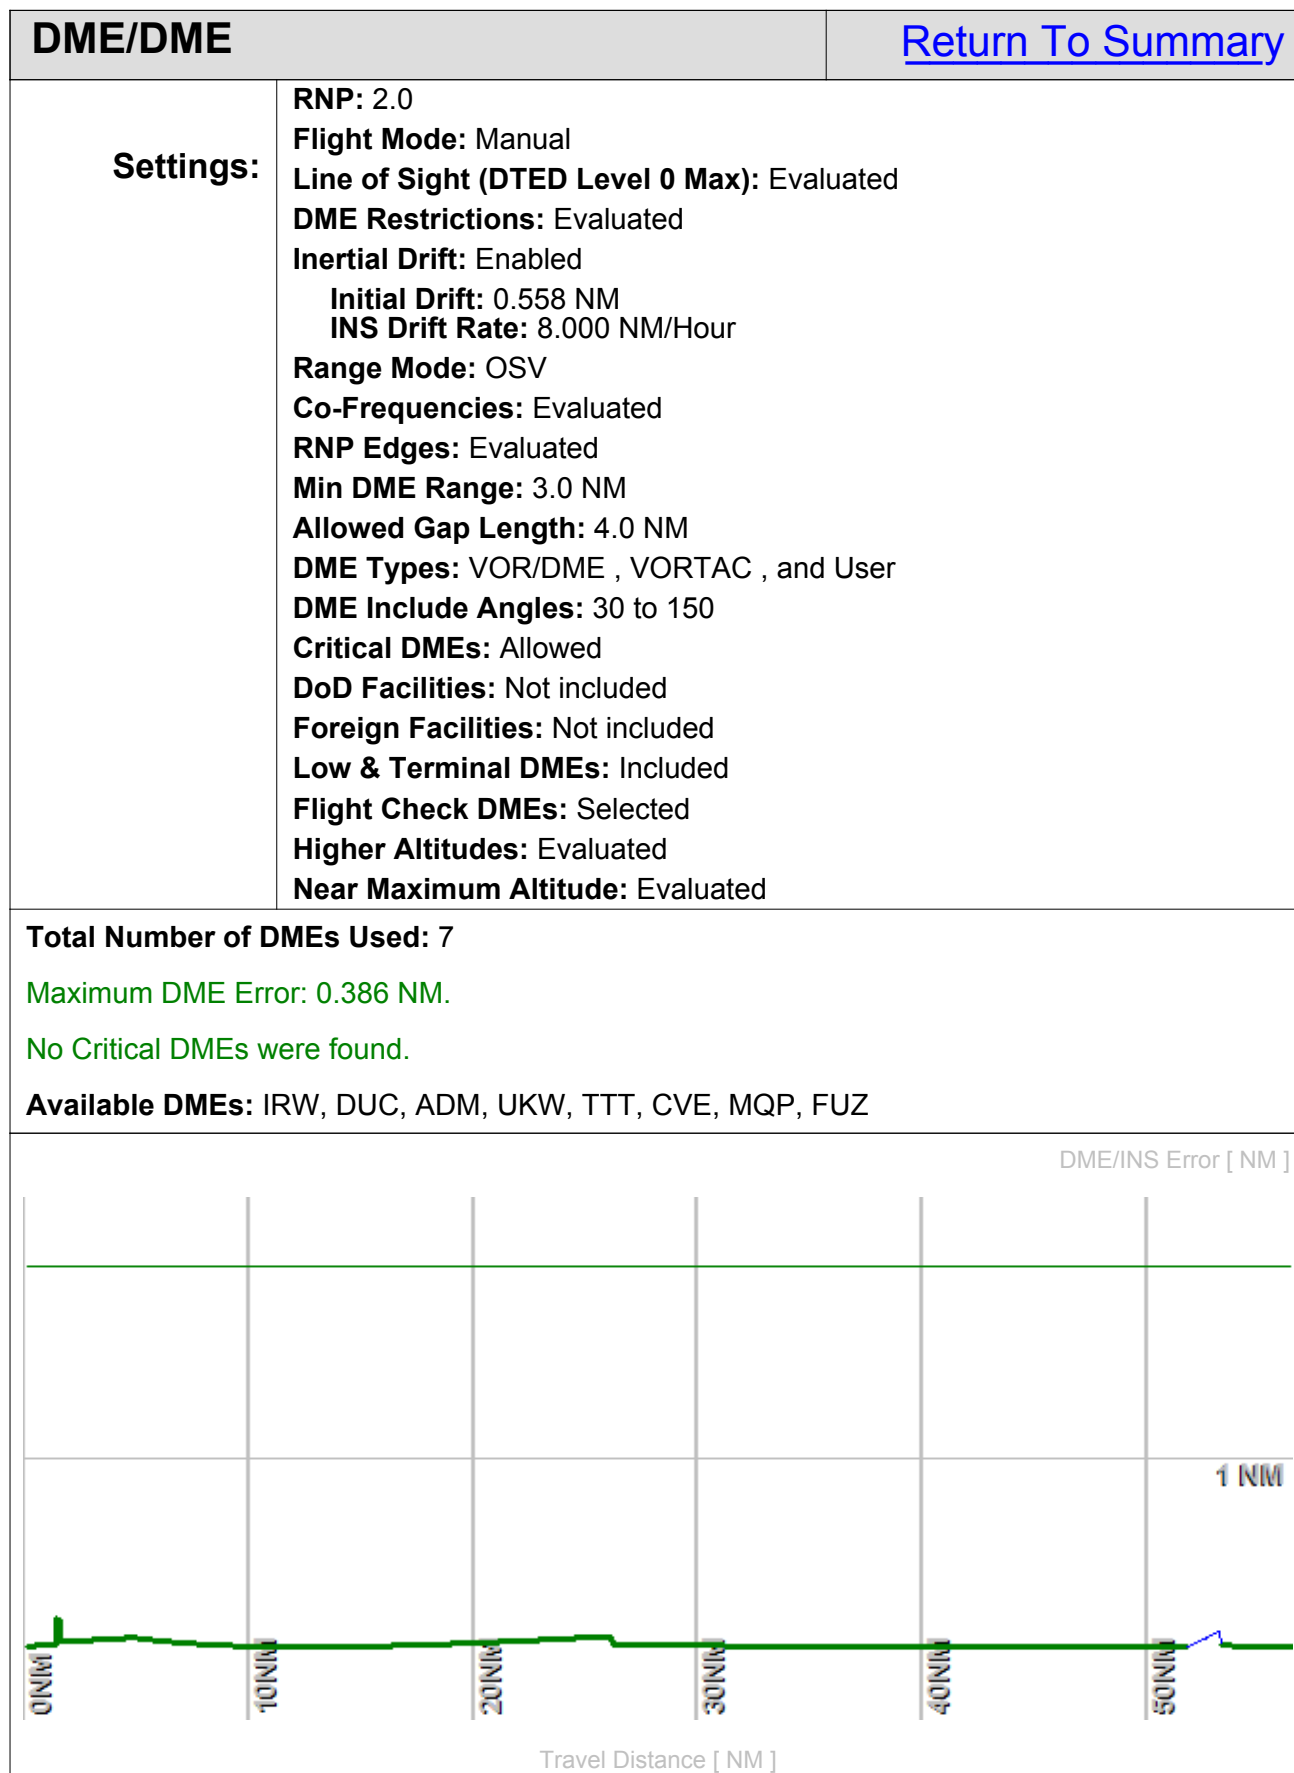 DME/DME
Return To Summary
Settings:
RNP: 2.0
Flight Mode: Manual
Line of Sight (DTED Level 0 Max): Evaluated
DME Restrictions: Evaluated
Inertial Drift: Enabled
Initial Drift: 0.558 NM
INS Drift Rate: 8.000 NM/Hour
Range Mode: OSV
Co-Frequencies: Evaluated
RNP Edges: Evaluated
Min DME Range: 3.0 NM
Allowed Gap Length: 4.0 NM
DME Types: VOR/DME , VORTAC , and User
DME Include Angles: 30 to 150
Critical DMEs: Allowed
DoD Facilities: Not included
Foreign Facilities: Not included
Low & Terminal DMEs: Included
Flight Check DMEs: Selected
Higher Altitudes: Evaluated
Near Maximum Altitude: Evaluated
Total Number of DMEs Used: 7
Maximum DME Error: 0.386 NM.
No Critical DMEs were found.
Available DMEs: IRW, DUC, ADM, UKW, TTT, CVE, MQP, FUZ
DME/INS Error [ NM ]
1 NM
0NM
10NM
20NM
30NM
40NM
50NM
Travel Distance [ NM ]